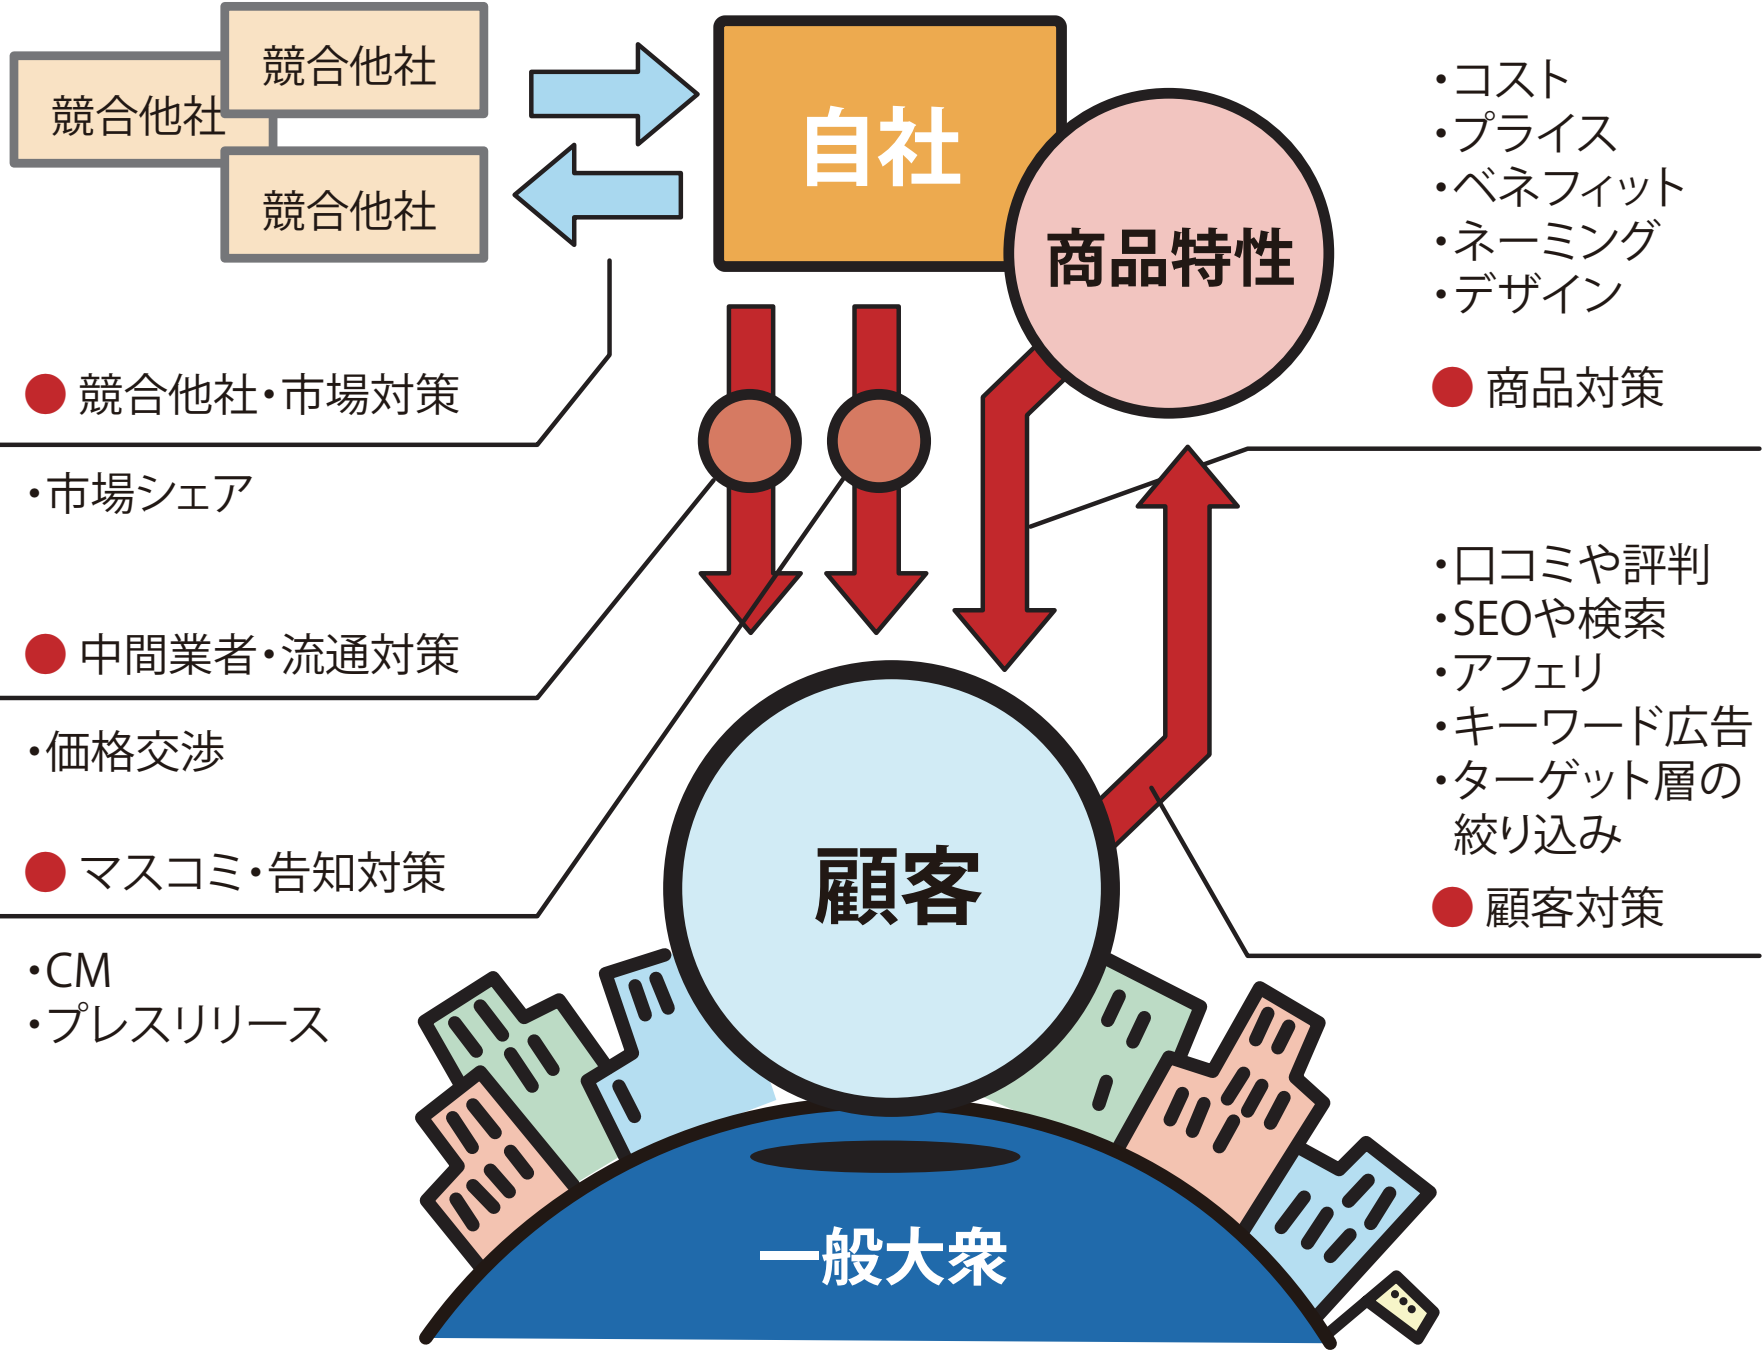 競合他社
競合他社
競合他社
自社
商品特性
・コスト
・プライス
・ベネフィット
・ネーミング
・デザイン
●商品対策
●競合他社・市場対策
・市場シェア
●中間業者・流通対策
・価格交渉
●マスコミ・告知対策
・CM
・プレスリリース
・口コミや評判
・SEOや検索
・アフェリ
・キーワード広告
・ターゲット層の
絞り込み
●顧客対策
顧客
一般大衆